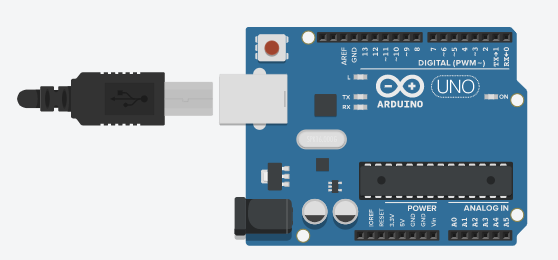 AREF
GND
13
12
~11
~10
~9
8
7
~6
~5
4
~3
2
TX→1
RX←0
DIGITAL (PWM~)
L
TX
RX
ARDUINO
UNO
ON
POWER
ANALOG IN
IOREF
RESET
3.3V
5V
GND
GND
Vin
A0
A1
A2
A3
A4
A5